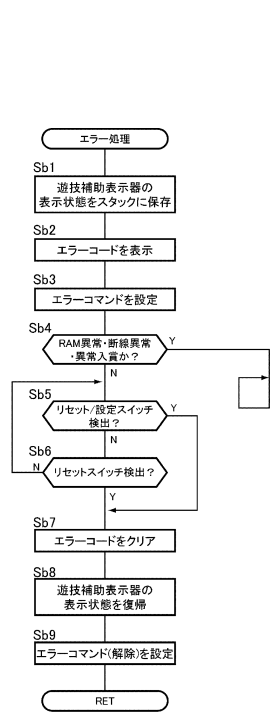 エラー処理
Sb1
遊技補助表示器の
表示状態をスタックに保存
Sb2
エラーコードを表示
Sb3
エラーコマンドを設定
Sb4
RAM異常・断線異常
・異常入賞か？
Y
N
Sb5
リセット/設定スイッチ
検出？
Y
N
Sb6
リセットスイッチ検出？
N
Y
Sb7
エラーコードをクリア
Sb8
遊技補助表示器の
表示状態を復帰
Sb9
エラーコマンド(解除)を設定
RET